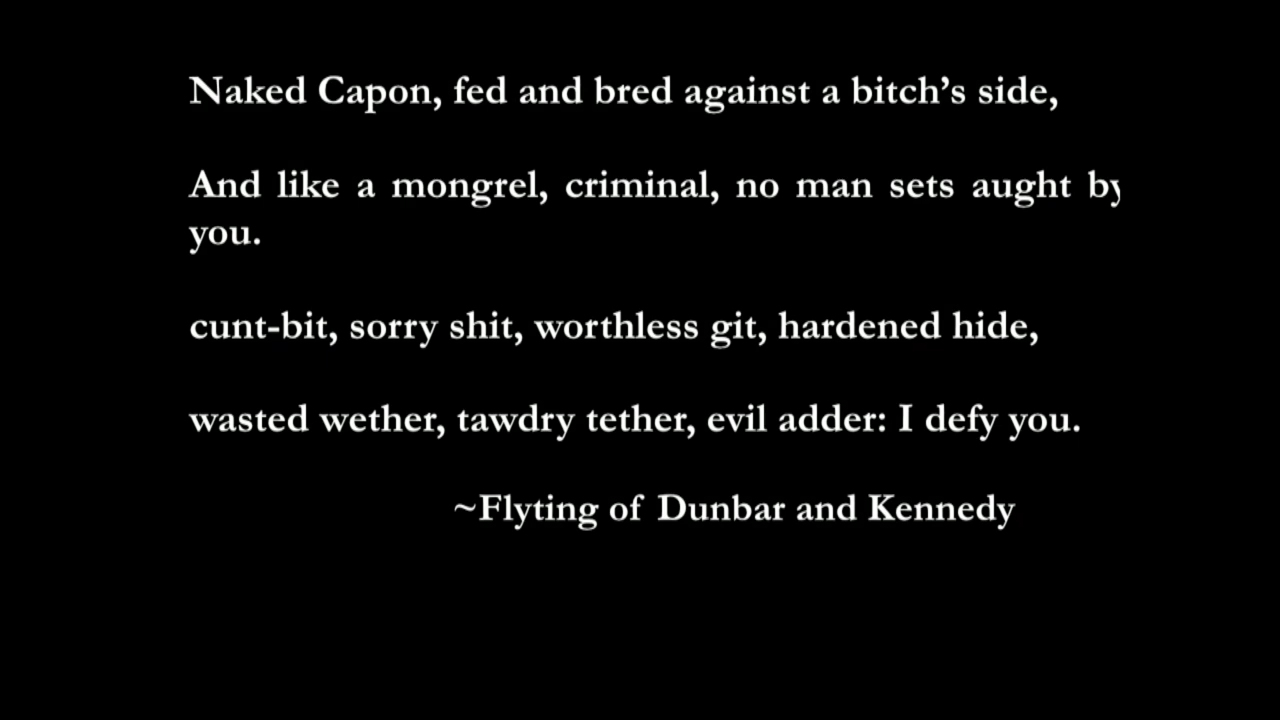 Naked Capon, fed and bred against a bitch’s side,
And like a mongrel, criminal, no man sets aught by
you.
cunt-bit, sorry shit, worthless git, hardened hide,
wasted wether, tawdry tether, evil adder: I defy you.
~Flyting of Dunbar and Kennedy